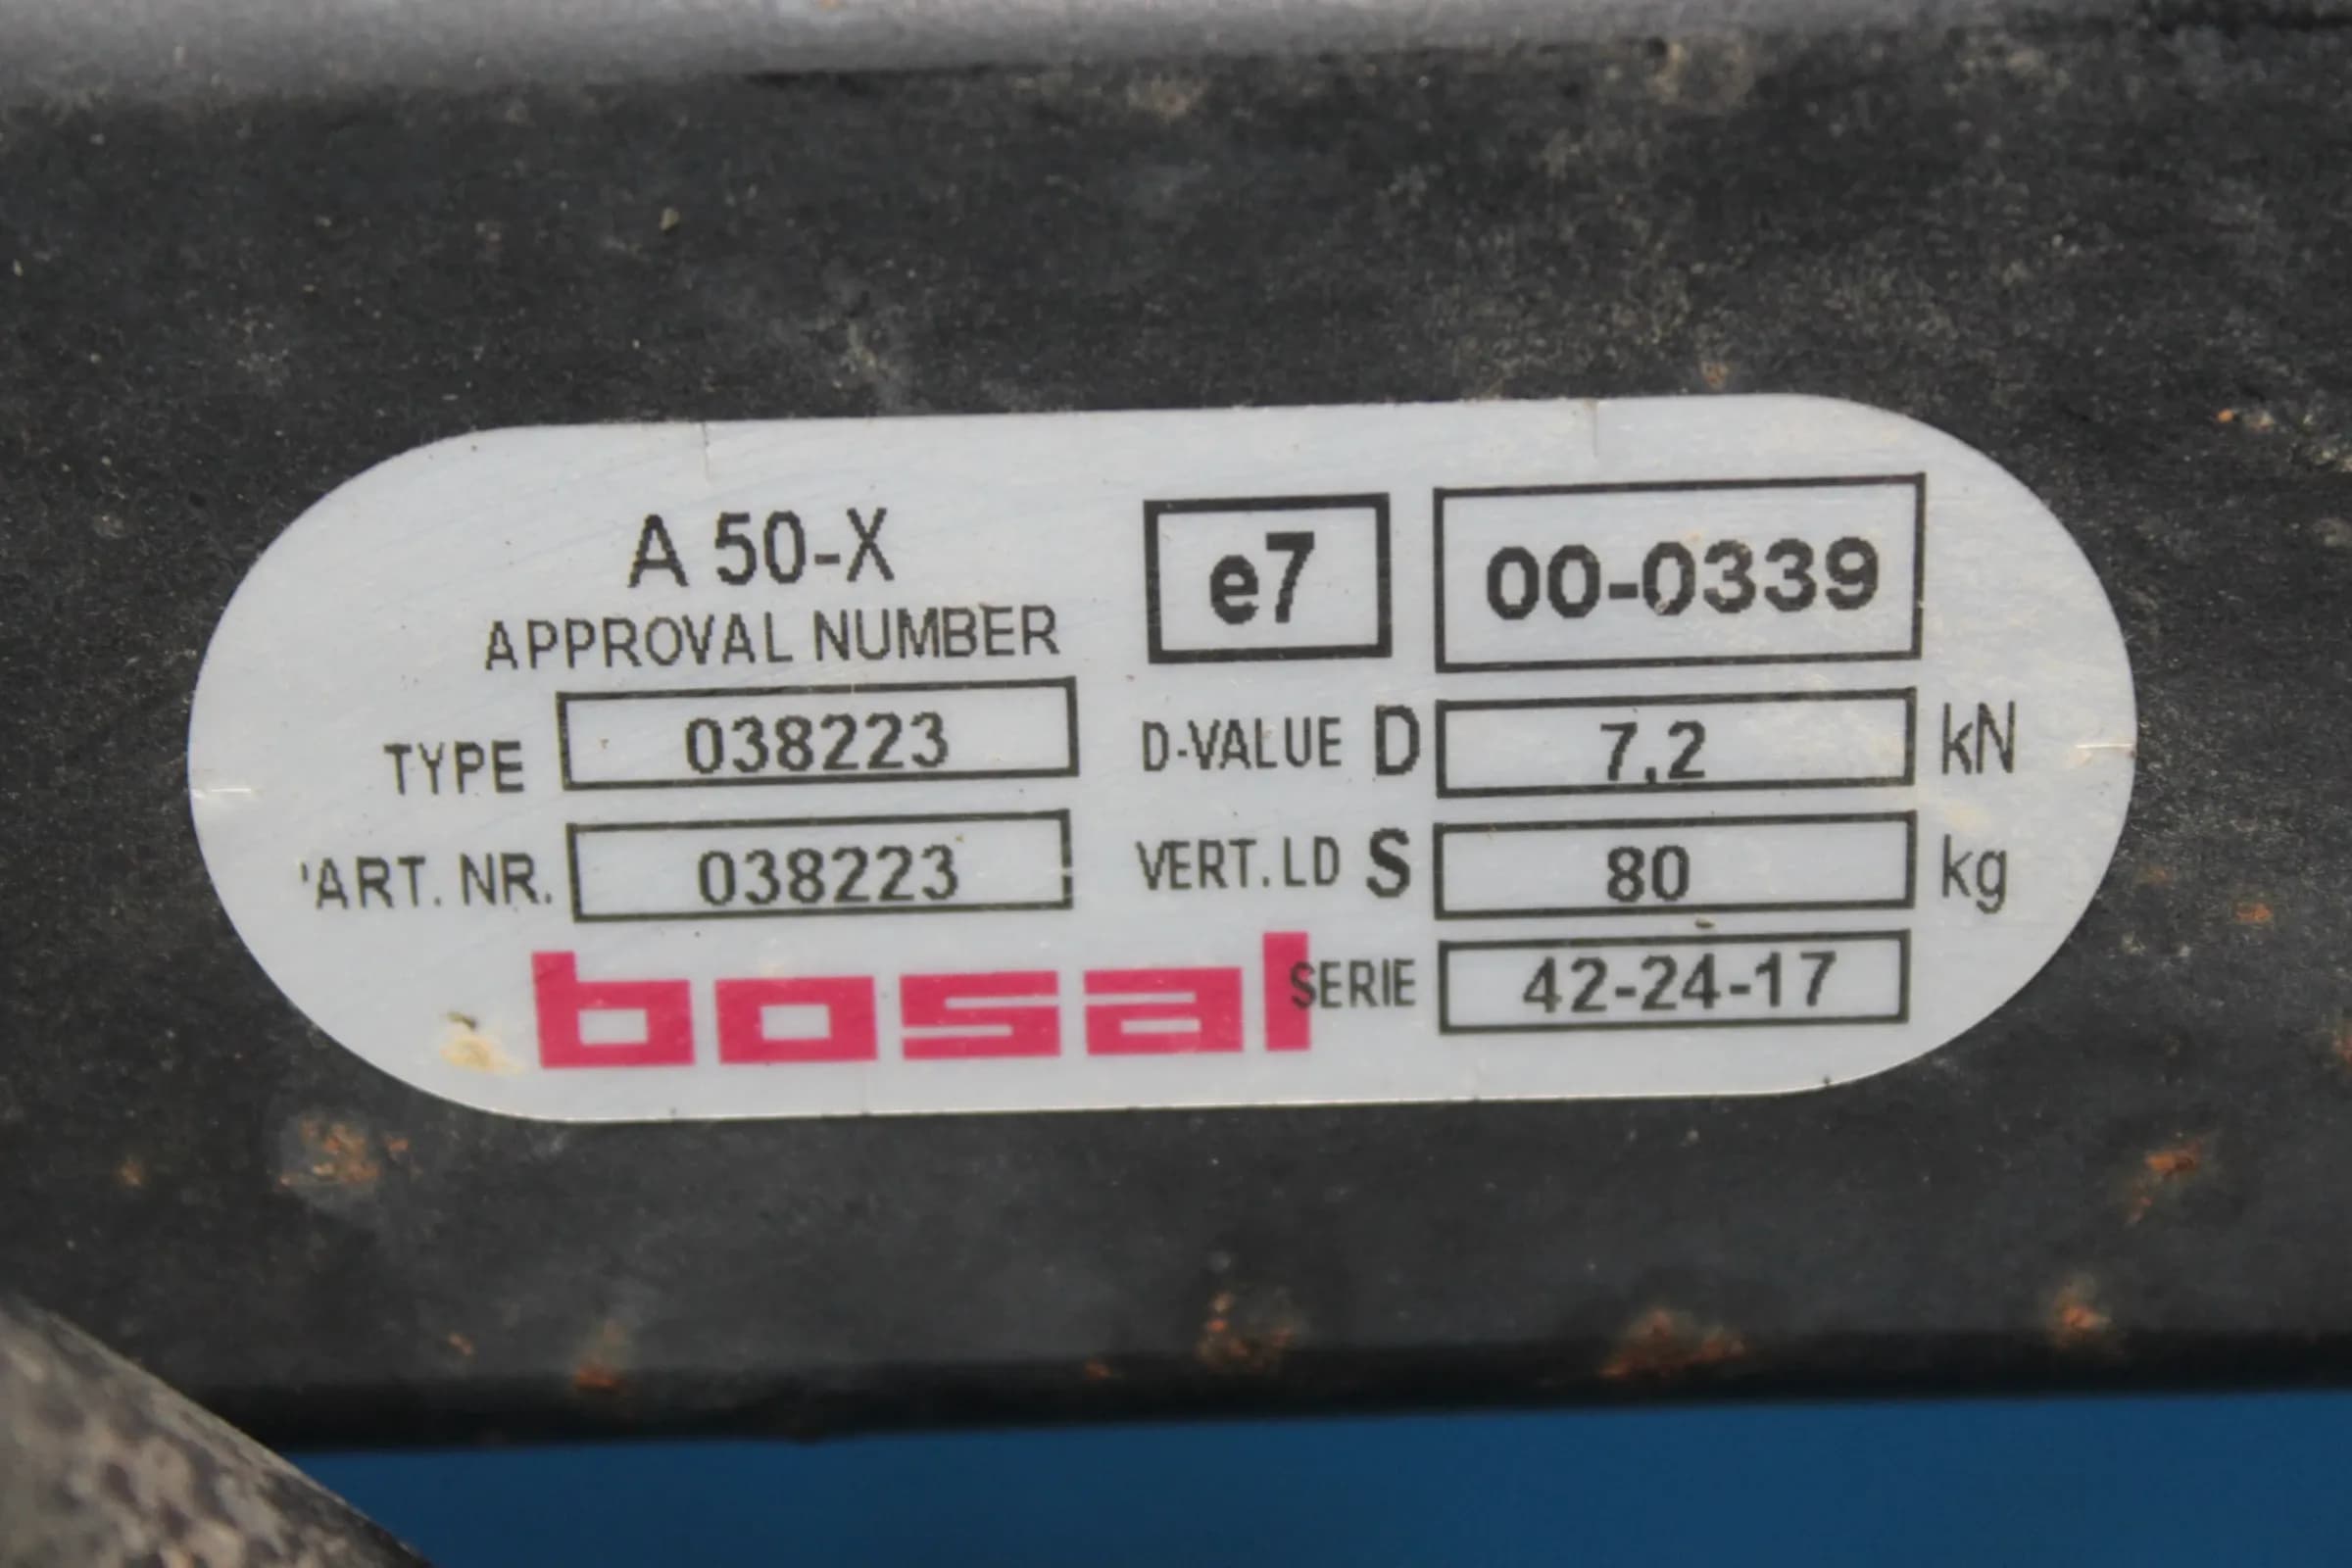 A 50-X e7 00-0339
APPROVAL NUMBER
TYPE 038223 D-VALUE D 7,2 kN
'ART. NR. 038223 VERT. LD S 80 kg
bosal SERIE 42-24-17